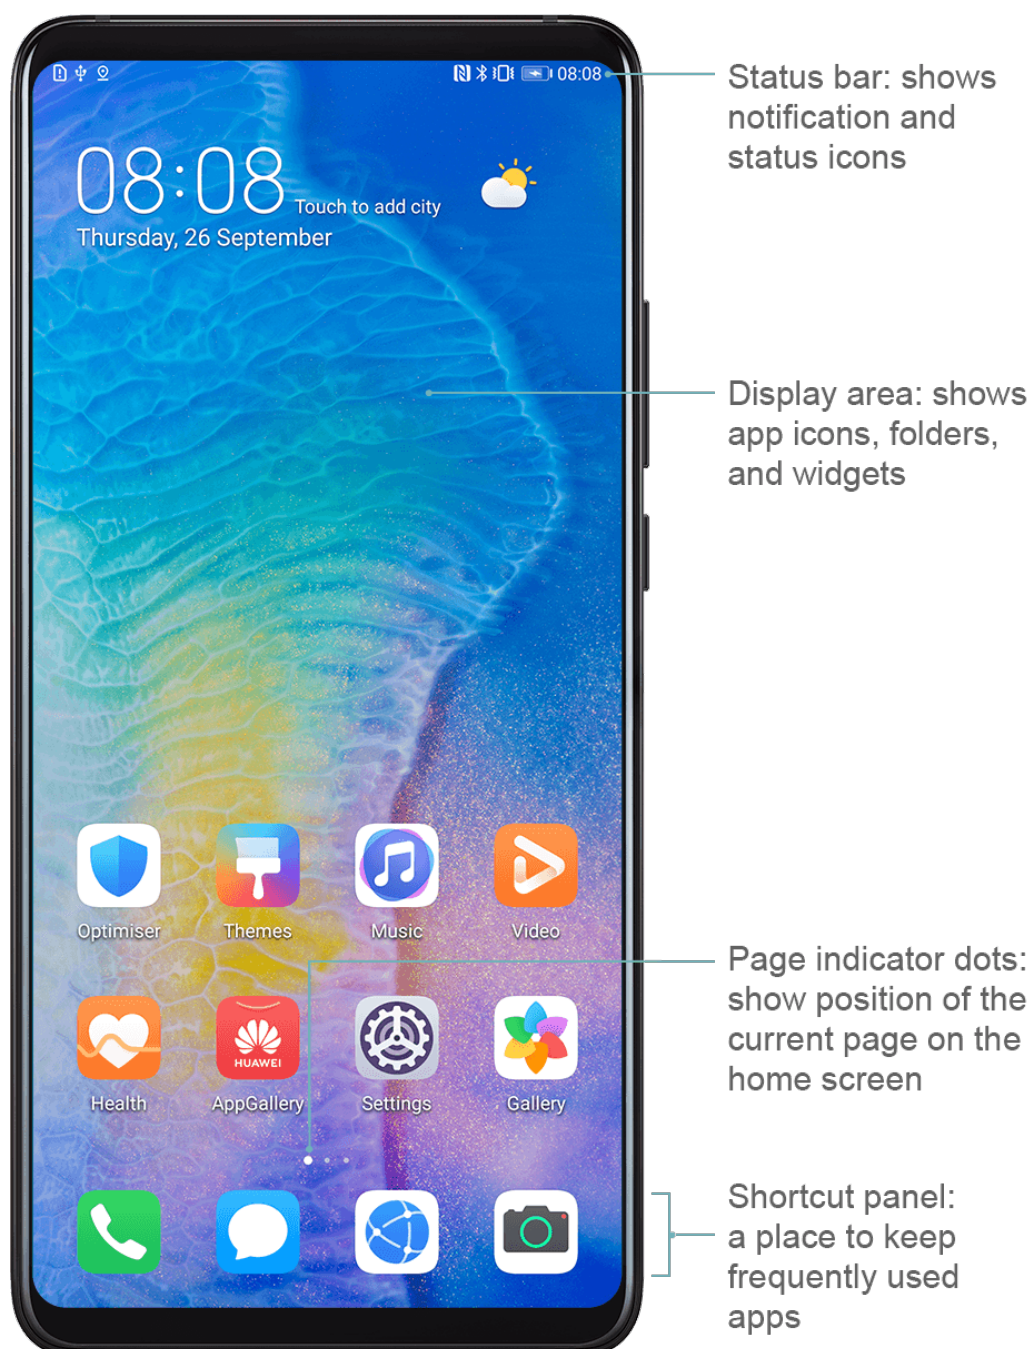 08:08
Status bar: shows
notification and
status icons
08:08 Touch to add city
Thursday, 26 September
Display area: shows
app icons, folders,
and widgets
Optimiser Themes Music Video
Page indicator dots:
show position of the
current page on the
home screen
HUAWEI
Health AppGallery Settings Gallery
Shortcut panel:
a place to keep
frequently used
apps